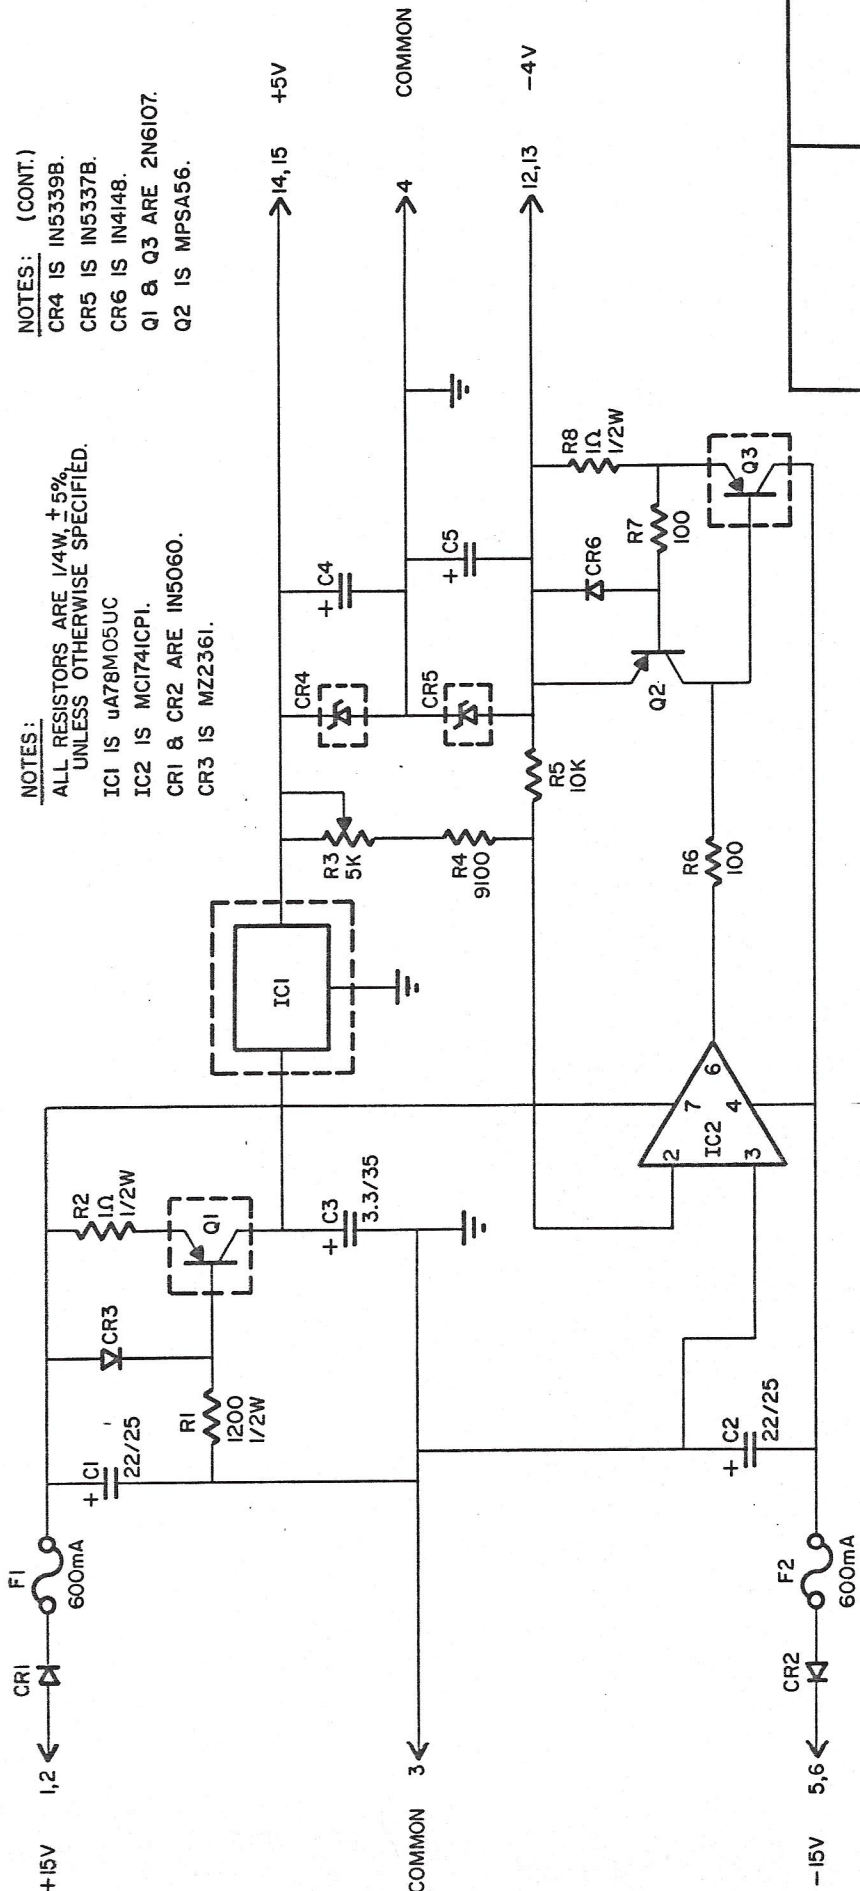 NOTES:
ALL RESISTORS ARE 1/4W, ±5%,
UNLESS OTHERWISE SPECIFIED.
IC1 IS uA78M05UC
IC2 IS MC1741CP1.
CR1 & CR2 ARE IN5060.
CR3 IS MZ2361.
NOTES: (CONT.)
CR4 IS IN5339B.
CR5 IS IN5337B.
CR6 IS IN4148.
Q1 & Q3 ARE 2N6107.
Q2 IS MPSA56.
+15V 1,2
CR1
F1
600mA
+ C1
22/25
CR3
R1
1200
1/2W
R2
1Ω
1/2W
Q1
+ C3
3.3/35
IC1
R3
5K
R4
9100
CR4
CR5
+ C4
+ C5
14,15 +5V
4 COMMON
12,13 -4V
COMMON 3
R5
10K
Q2
CR6
R7
100
R8
1Ω
1/2W
Q3
R6
100
2
7
6
IC2
3
4
+ C2
22/25
F2
600mA
CR2
-15V 5,6